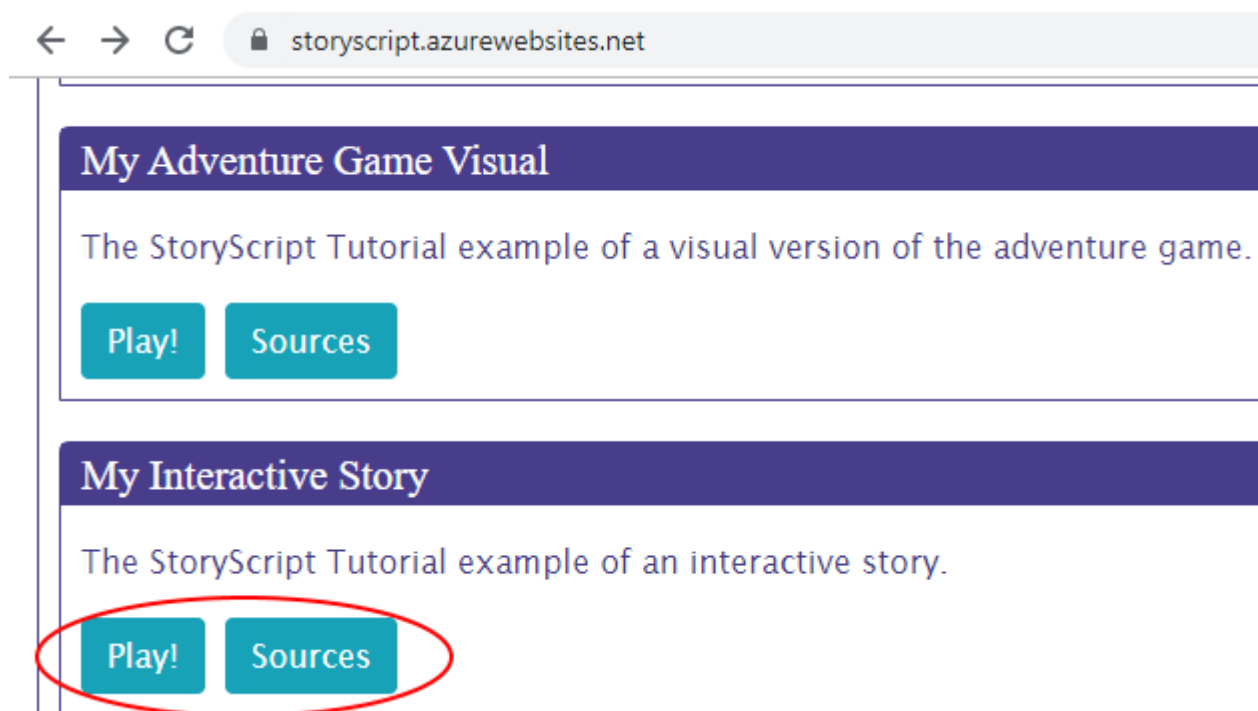 storyscript.azurewebsites.net
My Adventure Game Visual
The StoryScript Tutorial example of a visual version of the adventure game.
Play! Sources
My Interactive Story
The StoryScript Tutorial example of an interactive story.
Play! Sources